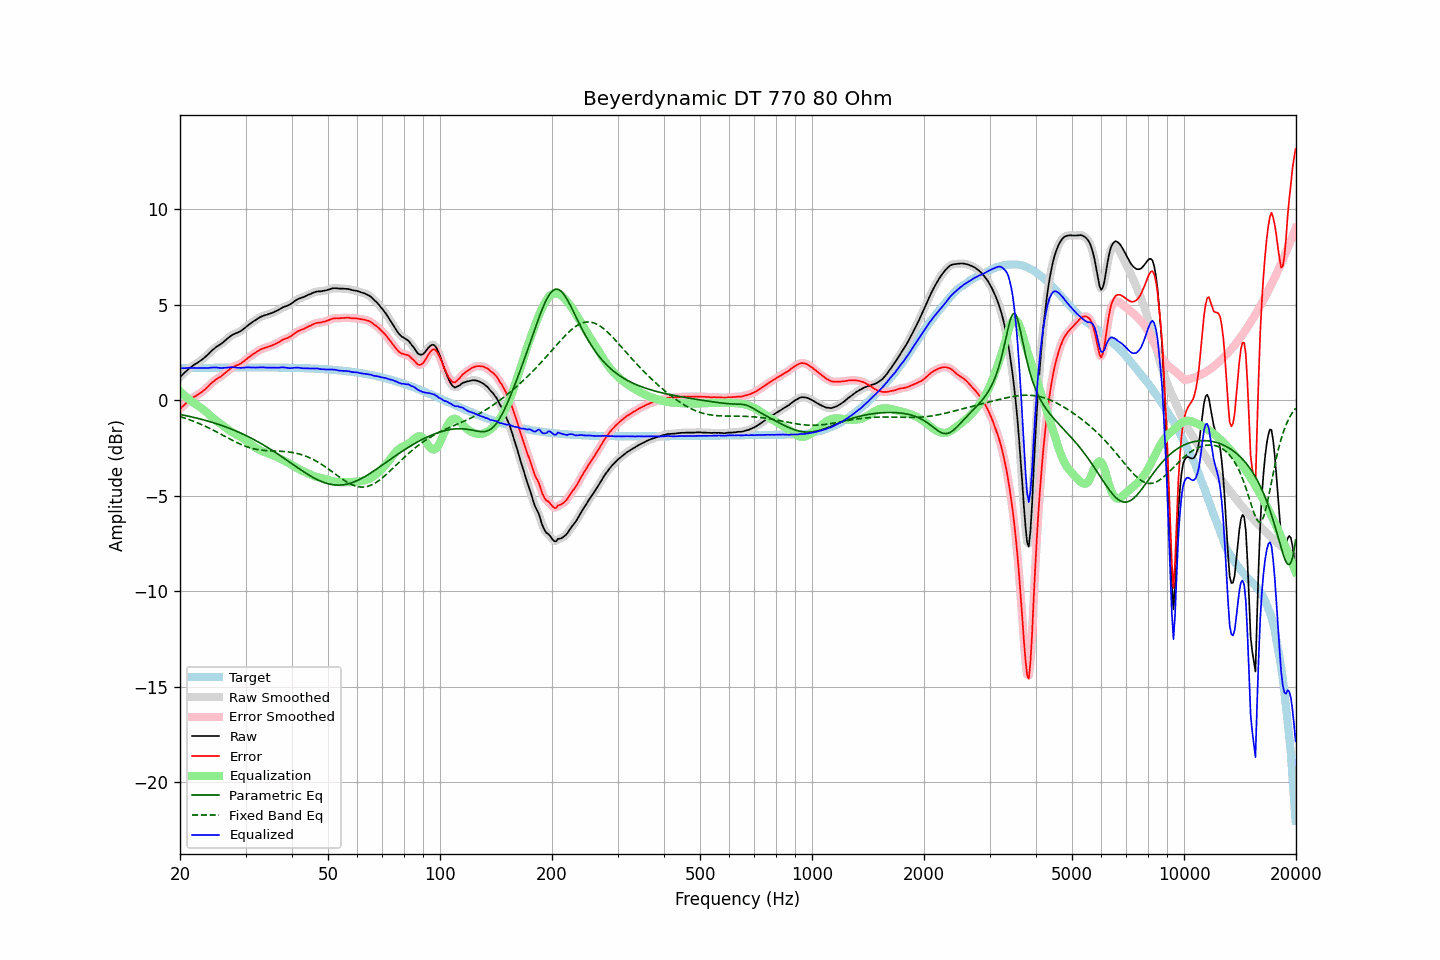 Beyerdynamic DT 770 80 Ohm
Amplitude (dBr)
10
5
0
−5
−10
−15
−20
Target
Raw Smoothed
Error Smoothed
Raw
Error
Equalization
Parametric Eq
Fixed Band Eq
Equalized
20 50 100 200 500 1000 2000 5000 10000 20000
Frequency (Hz)